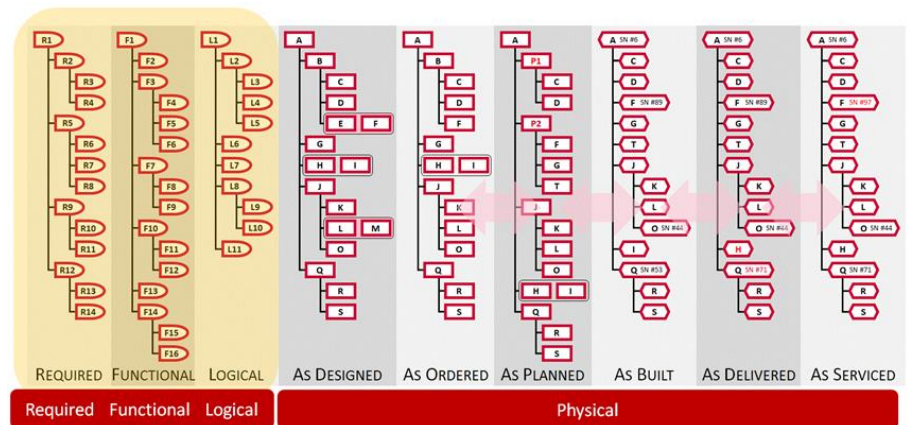 R1
R2
R3
R4
R5
R6
R7
R8
R9
R10
R11
R12
R13
R14
REQUIRED
F1
F2
F3
F4
F5
F6
F7
F8
F9
F10
F11
F12
F13
F14
F15
F16
FUNCTIONAL
L1
L2
L3
L4
L5
L6
L7
L8
L9
L10
L11
LOGICAL
A
B
C
D
E F
G
H I
J
K
L M
O
Q
R
S
AS DESIGNED
A
B
C
D
F
G
H I
J
K
L
O
Q
R
S
AS ORDERED
A
P1
C
D
P2
F
G
T
J
K
L
O
H I
Q
R
S
AS PLANNED
A SN #6
C
D
F SN #89
G
T
J
K
L
O SN #44
I
Q SN #53
R
S
AS BUILT
A SN #6
C
D
F SN #89
G
T
J
K
L
O SN #44
H
Q SN #71
R
S
AS DELIVERED
A SN #6
C
D
F SN #97
G
T
J
K
L
O SN #44
H
Q SN #71
R
S
AS SERVICED
Required Functional Logical Physical